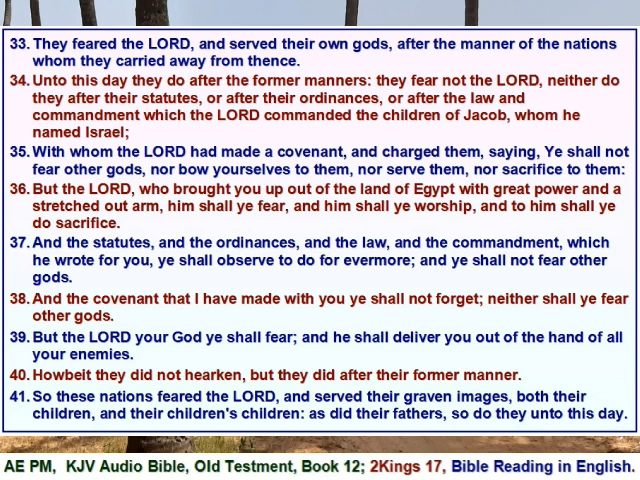 33. They feared the LORD, and served their own gods, after the manner of the nations
whom they carried away from thence.
34. Unto this day they do after the former manners: they fear not the LORD, neither do
they after their statutes, or after their ordinances, or after the law and
commandment which the LORD commanded the children of Jacob, whom he
named Israel;
35. With whom the LORD had made a covenant, and charged them, saying, Ye shall not
fear other gods, nor bow yourselves to them, nor serve them, nor sacrifice to them:
36. But the LORD, who brought you up out of the land of Egypt with great power and a
stretched out arm, him shall ye fear, and him shall ye worship, and to him shall ye
do sacrifice.
37. And the statutes, and the ordinances, and the law, and the commandment, which
he wrote for you, ye shall observe to do for evermore; and ye shall not fear other
gods.
38. And the covenant that I have made with you ye shall not forget; neither shall ye fear
other gods.
39. But the LORD your God ye shall fear; and he shall deliver you out of the hand of all
your enemies.
40. Howbeit they did not hearken, but they did after their former manner.
41. So these nations feared the LORD, and served their graven images, both their
children, and their children's children: as did their fathers, so do they unto this day.
AE PM, KJV Audio Bible, Old Testment, Book 12; 2Kings 17, Bible Reading in English.